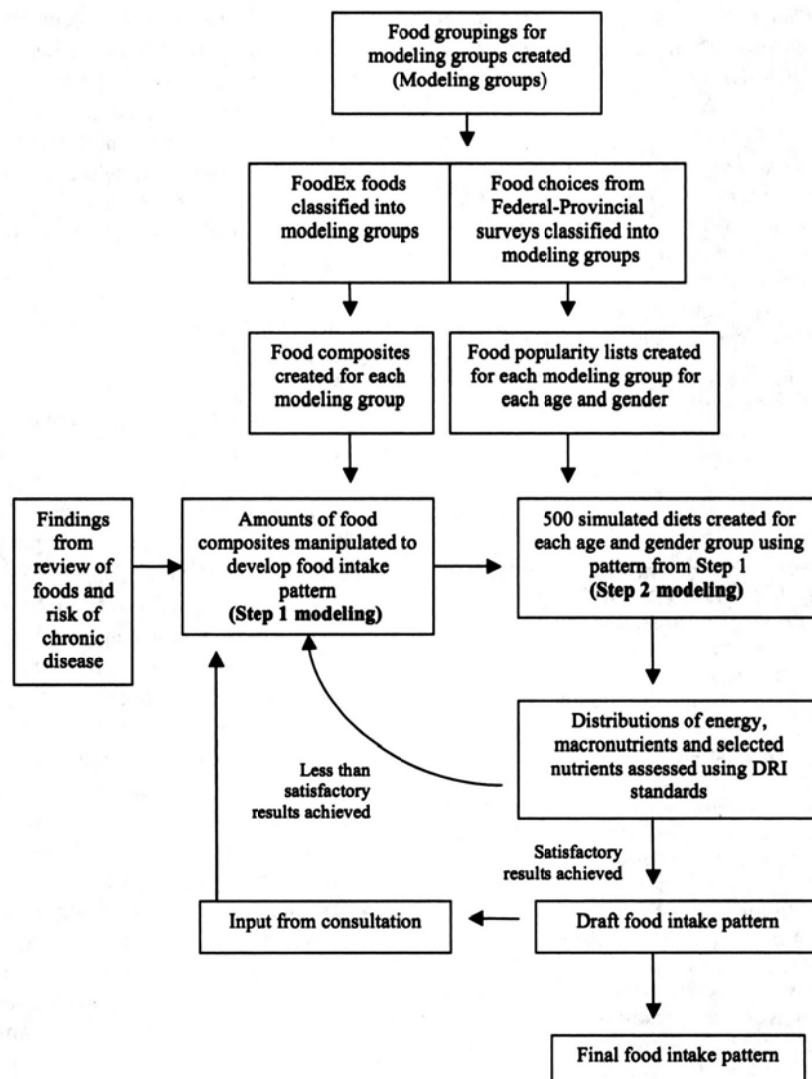 Food groupings for
modeling groups created
(Modeling groups)
FoodEx foods
classified into
modeling groups
Food choices from
Federal-Provincial
surveys classified into
modeling groups
Food composites
created for each
modeling group
Food popularity lists created
for each modeling group for
each age and gender
Findings
from
review of
foods and
risk of
chronic
disease
Amounts of food
composites manipulated to
develop food intake
pattern
(Step 1 modeling)
500 simulated diets created for
each age and gender group using
pattern from Step 1
(Step 2 modeling)
Distributions of energy,
macronutrients and selected
nutrients assessed using DRI
standards
Less than
satisfactory
results achieved
Satisfactory
results achieved
Input from consultation
Draft food intake pattern
Final food intake pattern